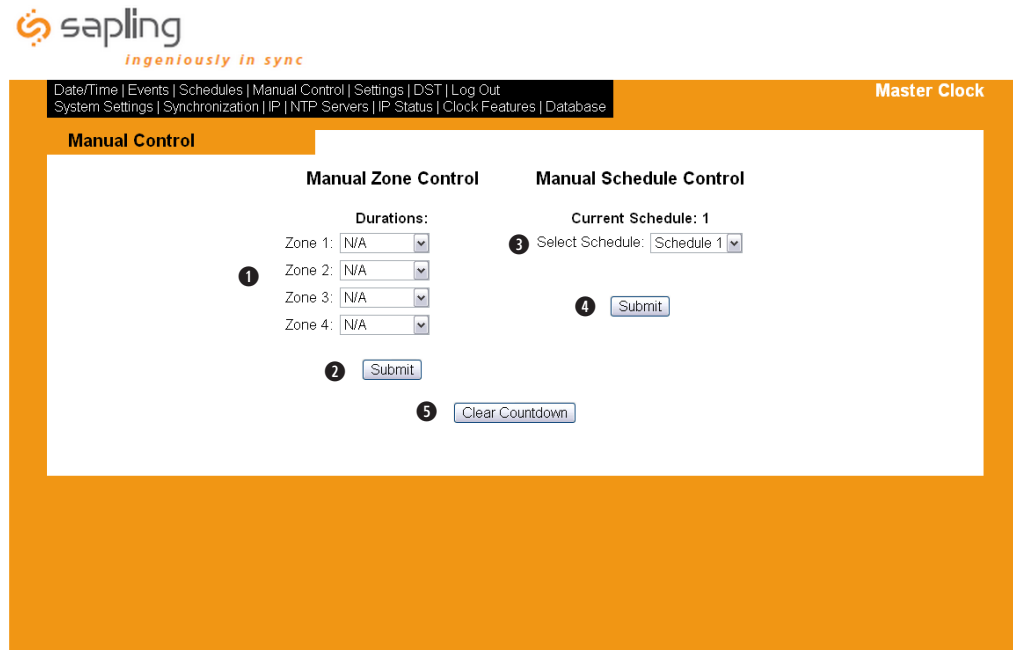 sapling
ingeniously in sync
Date/Time | Events | Schedules | Manual Control | Settings | DST | Log Out
System Settings | Synchronization | IP | NTP Servers | IP Status | Clock Features | Database
Master Clock
Manual Control
Manual Zone Control
Durations:
1
Zone 1: N/A
Zone 2: N/A
Zone 3: N/A
Zone 4: N/A
2 Submit
Manual Schedule Control
Current Schedule: 1
3 Select Schedule: Schedule 1
4 Submit
5 Clear Countdown